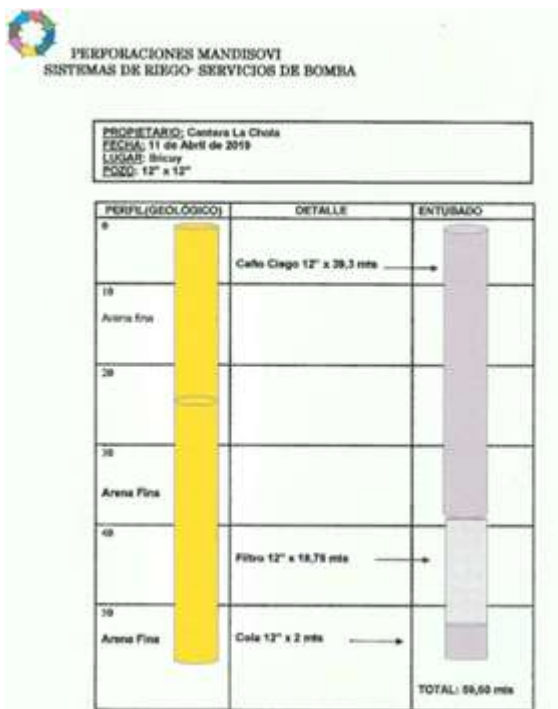 PERFORACIONES MANDISOVI
SISTEMAS DE RIEGO- SERVICIOS DE BOMBA
PROPIETARIO: Cantera La Chola
FECHA: 11 de Abril de 2019
LUGAR: Ibicuy
POZO: 12" x 12"
PERFIL(GEOLÓGICO) DETALLE ENTUBADO
0
Caño Ciego 12" x 39,3 mts
10
Arena fina
20
30
Arena Fina
40
Filtro 12" x 18,75 mts
50
Arena Fina Cola 12" x 2 mts
TOTAL: 59,60 mts